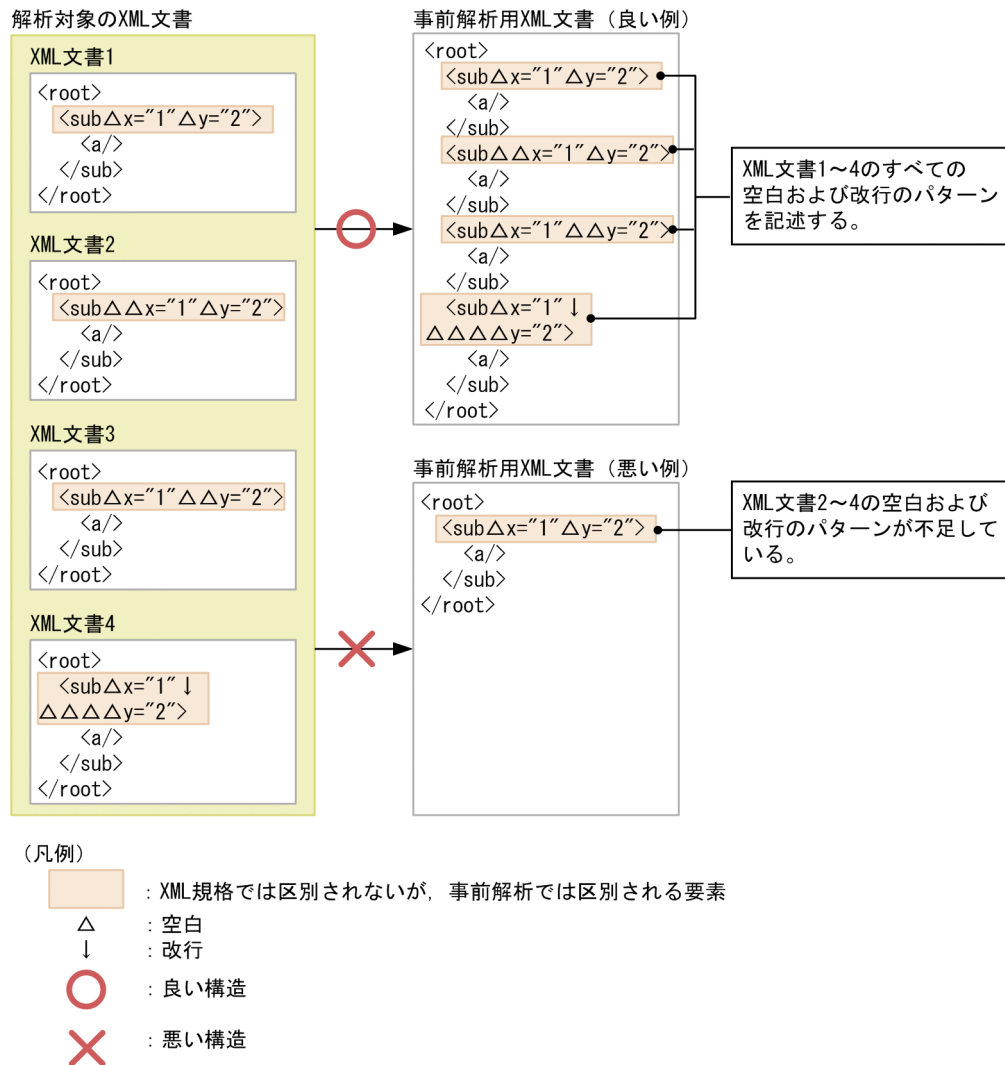 解析対象のXML文書
XML文書1
<root>
<sub△x="1"△y="2">
<a/>
</sub>
</root>
XML文書2
<root>
<sub△△x="1"△y="2">
<a/>
</sub>
</root>
XML文書3
<root>
<sub△x="1"△△y="2">
<a/>
</sub>
</root>
XML文書4
<root>
<sub△x="1"↓
△△△△y="2">
<a/>
</sub>
</root>
事前解析用XML文書（良い例）
<root>
<sub△x="1"△y="2">
<a/>
</sub>
<sub△△x="1"△y="2">
<a/>
</sub>
<sub△x="1"△△y="2">
<a/>
</sub>
<sub△x="1"↓
△△△△y="2">
<a/>
</sub>
</root>
XML文書1～4のすべての
空白および改行のパターン
を記述する。
事前解析用XML文書（悪い例）
<root>
<sub△x="1"△y="2">
<a/>
</sub>
</root>
XML文書2～4の空白および
改行のパターンが不足して
いる。
（凡例）
：XML規格では区別されないが，事前解析では区別される要素
△ ：空白
↓ ：改行
：良い構造
：悪い構造